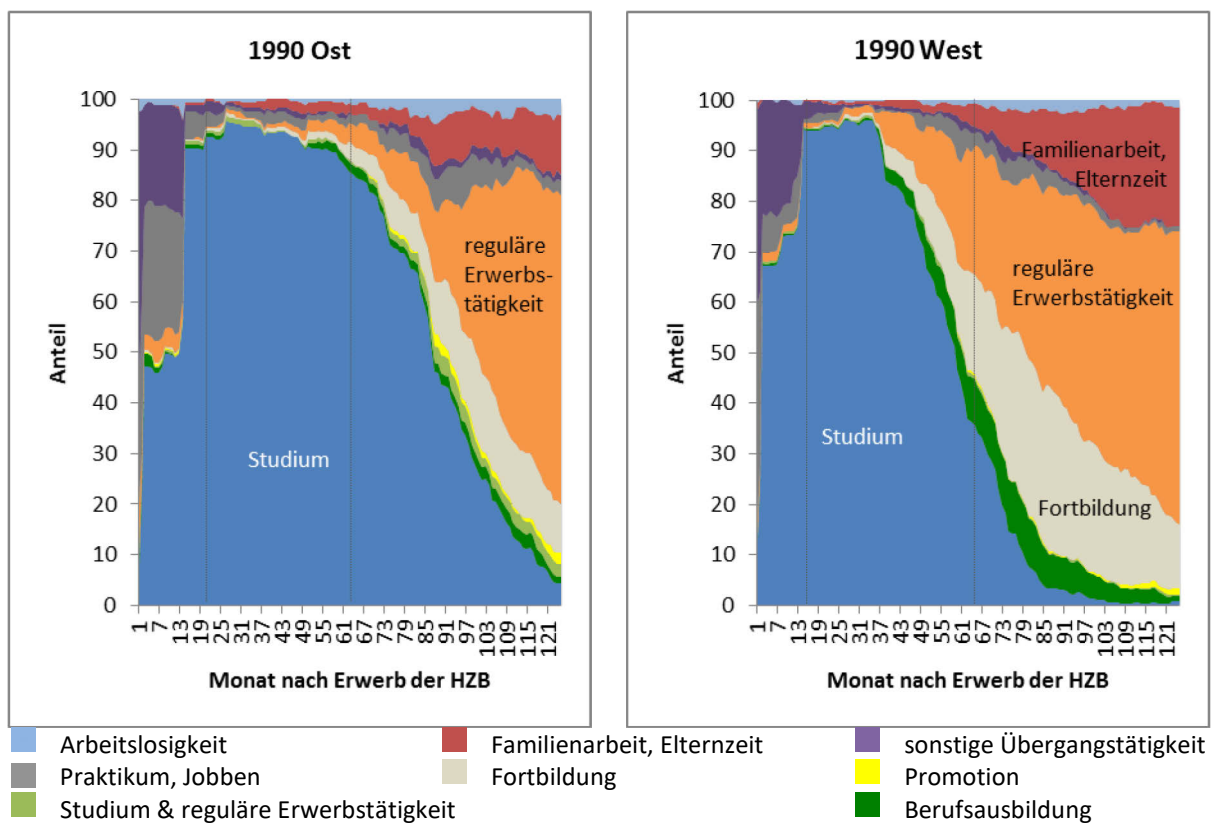 1990 Ost
100
90
80
70
60
50
40
30
20
10
0
Anteil
reguläre
Erwerbs-
tätigkeit
Studium
1 7 13 19 25 31 37 43 49 55 61 67 73 79 85 91 97 103 109 115 121
Monat nach Erwerb der HZB
1990 West
100
90
80
70
60
50
40
30
20
10
0
Anteil
Familienarbeit,
Elternzeit
reguläre
Erwerbstätigkeit
Studium
Fortbildung
1 7 13 19 25 31 37 43 49 55 61 67 73 79 85 91 97 103 109 115 121
Monat nach Erwerb der HZB
Arbeitslosigkeit Familienarbeit, Elternzeit sonstige Übergangstätigkeit
Praktikum, Jobben Fortbildung Promotion
Studium & reguläre Erwerbstätigkeit Berufsausbildung